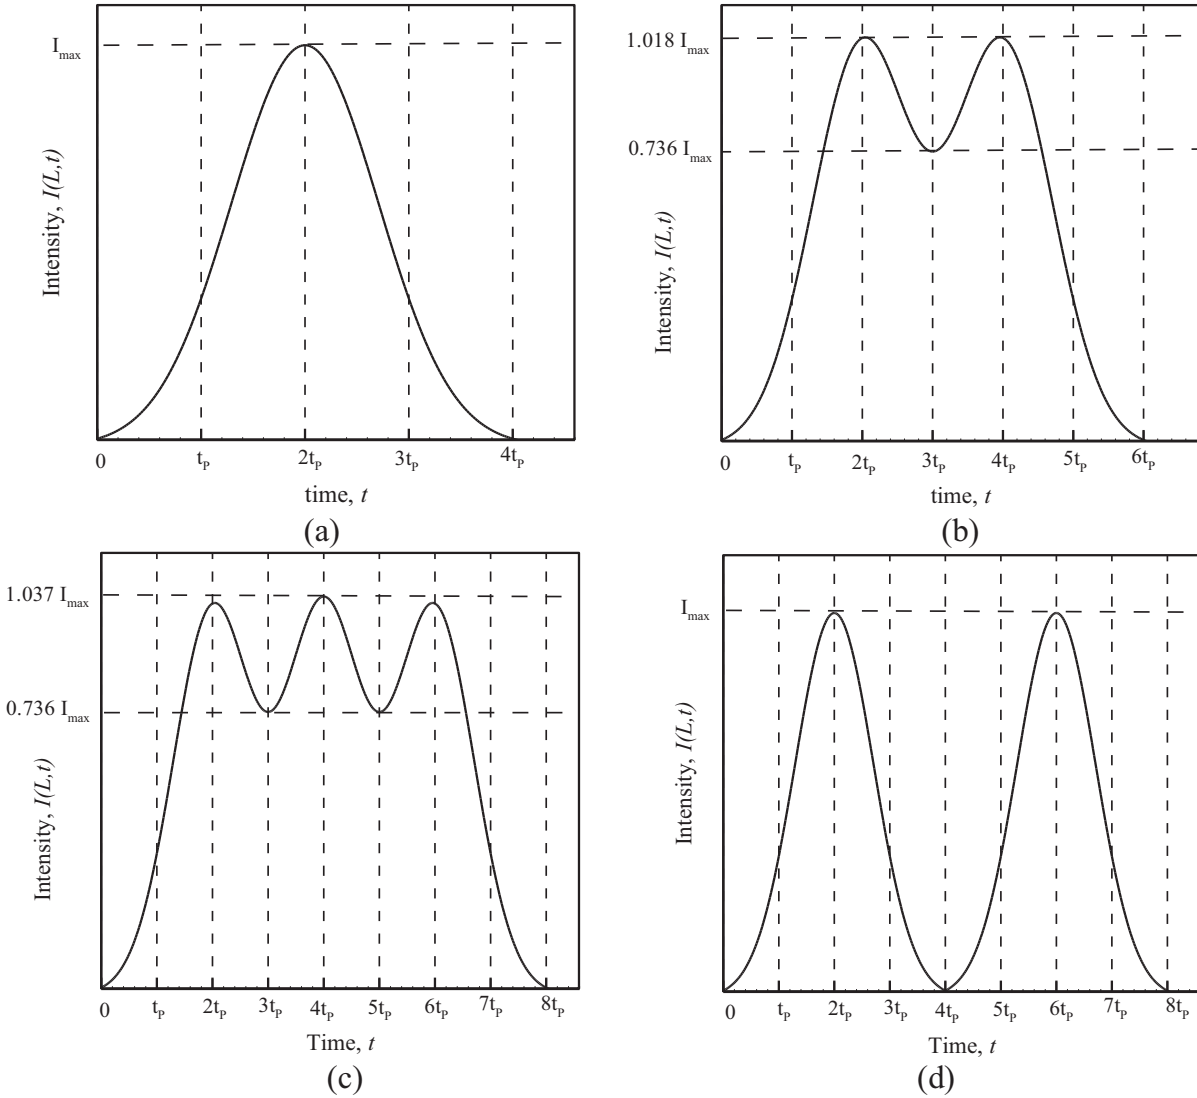 I_max
Intensity, I(L,t)
0 t_P 2t_P 3t_P 4t_P
time, t
(a)
1.018 I_max
0.736 I_max
Intensity, I(L,t)
0 t_P 2t_P 3t_P 4t_P 5t_P 6t_P
time, t
(b)
1.037 I_max
0.736 I_max
Intensity, I(L,t)
0 t_P 2t_P 3t_P 4t_P 5t_P 6t_P 7t_P 8t_P
Time, t
(c)
I_max
Intensity, I(L,t)
0 t_P 2t_P 3t_P 4t_P 5t_P 6t_P 7t_P 8t_P
Time, t
(d)